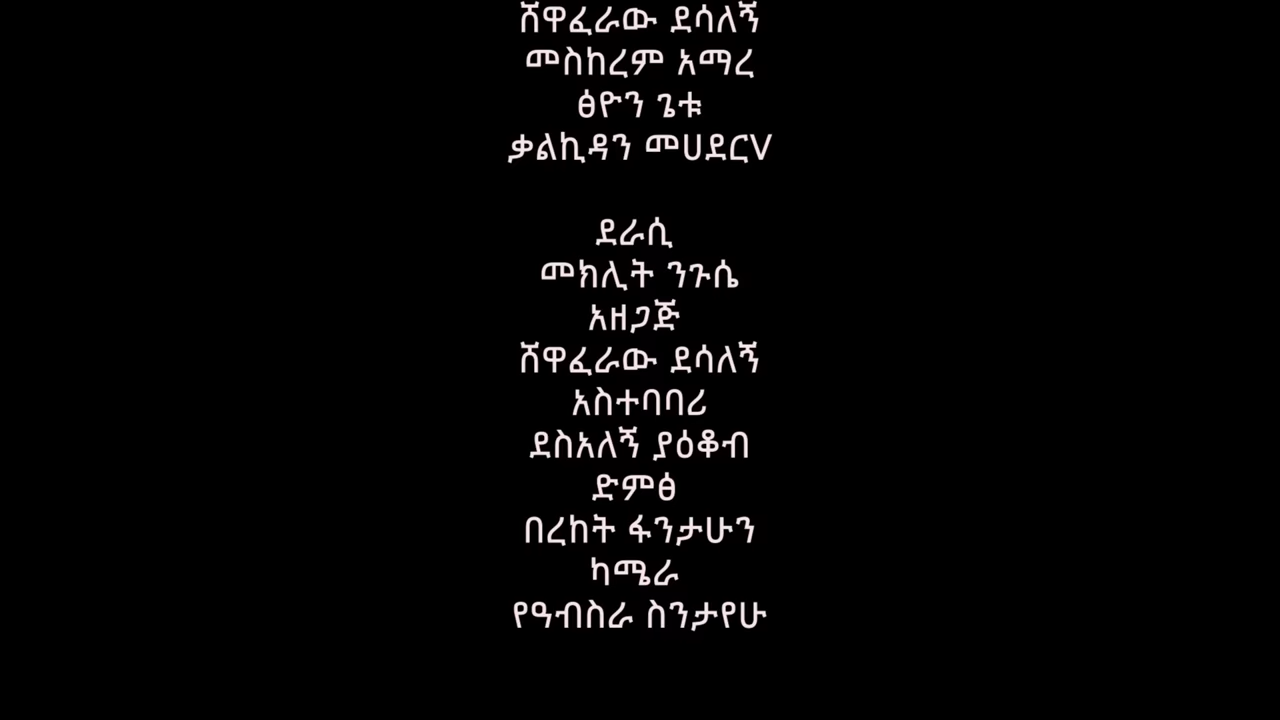 ሸዋፈራው ደሳለኝ
መስከረም አማረ
ፅዮን ጌቱ
ቃልኪዳን መሀደርV
ደራሲ
መክሊት ንጉሴ
አዘጋጅ
ሸዋፈራው ደሳለኝ
አስተባባሪ
ደስአለኝ ያዕቆብ
ድምፅ
በረከት ፋንታሁን
ካሜራ
የዓብስራ ስንታየሁ